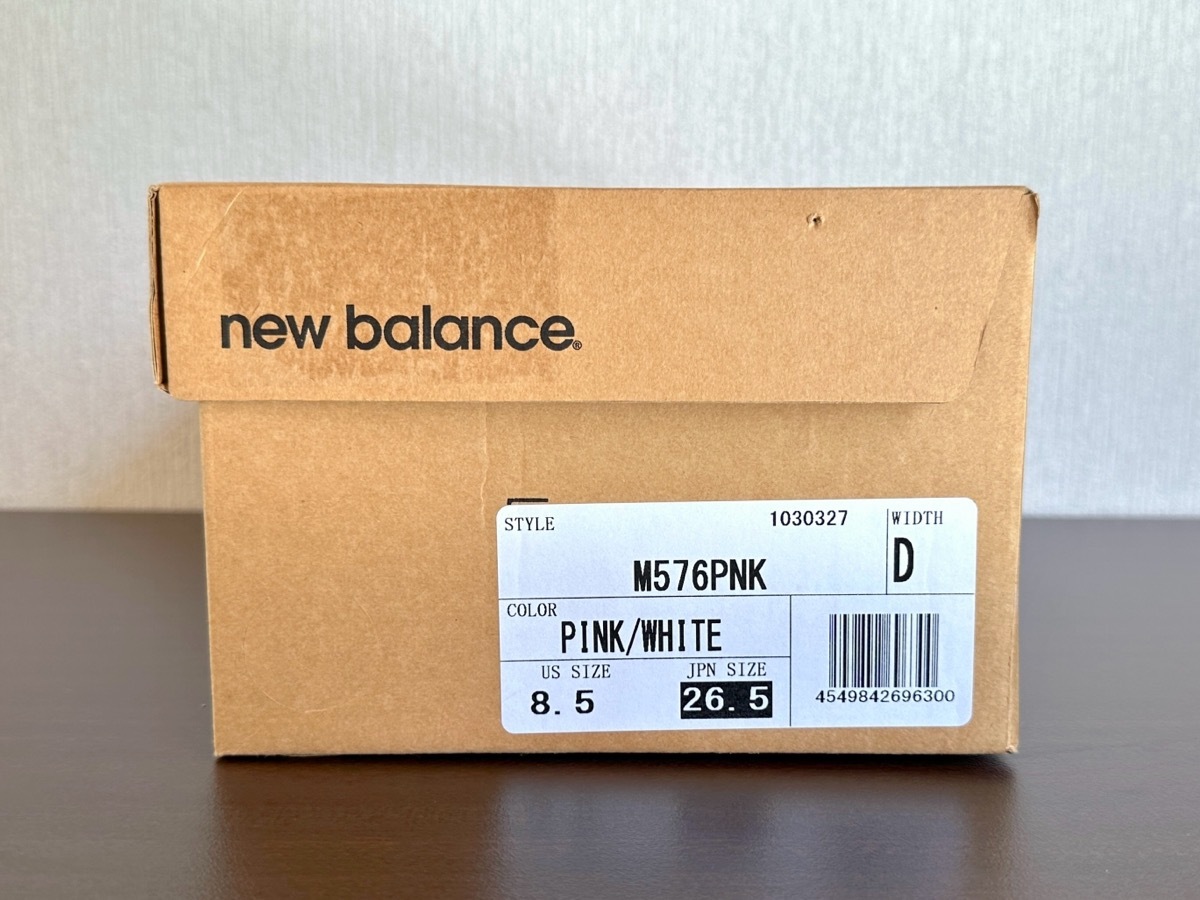 new balance®
STYLE 1030327 WIDTH
M576PNK D
COLOR
PINK/WHITE
US SIZE JPN SIZE
8.5 26.5
4549842696300